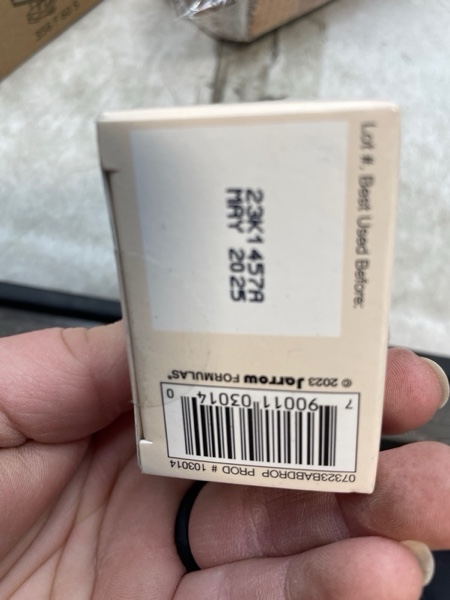 Lot #, Best Used Before:
23K1457A
MAY 2025
© 2023 Jarrow FORMULAS®
7 90011 03014 0
07323BABDROP PROD # 103014